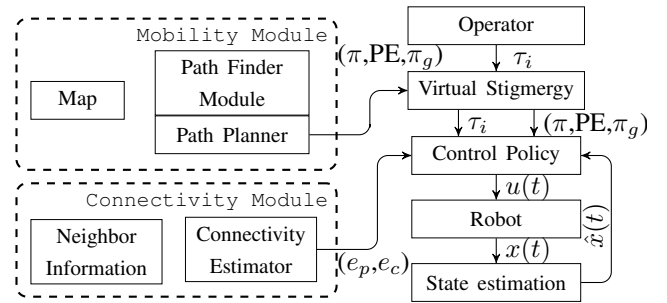 Mobility Module
Map
Path Finder
Module
Path Planner
(π,PE,π_g)
Operator
τ_i
Virtual Stigmergy
τ_i
(π,PE,π_g)
Control Policy
u(t)
Robot
x(t)
State estimation
x̂(t)
Connectivity Module
Neighbor
Information
Connectivity
Estimator
(e_p,e_c)